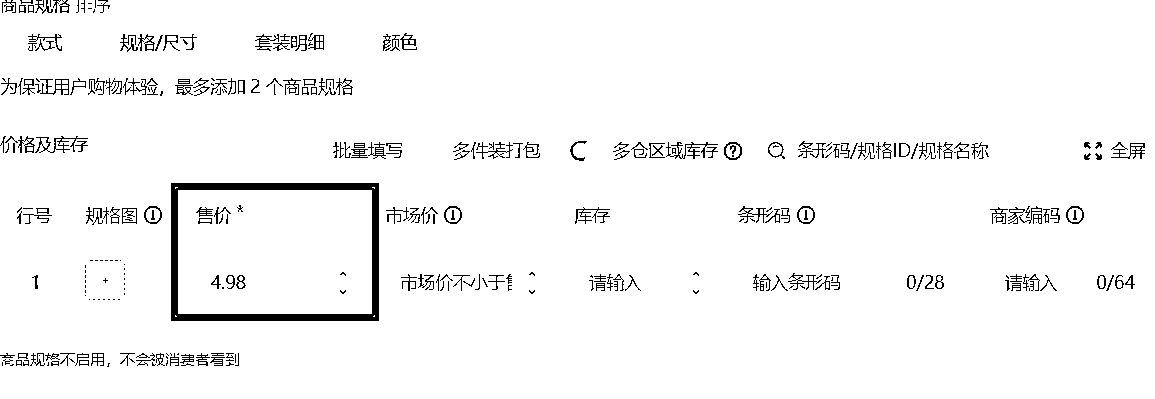 商品规格 排序
款式 规格/尺寸 套装明细 颜色
为保证用户购物体验，最多添加 2 个商品规格
价格及库存 批量填写 多件装打包 多仓区域库存 条形码/规格ID/规格名称 全屏
行号 规格图 售价 * 市场价 库存 条形码 商家编码
1 + 4.98 市场价不小于 请输入 输入条形码 0/28 请输入 0/64
商品规格不启用，不会被消费者看到